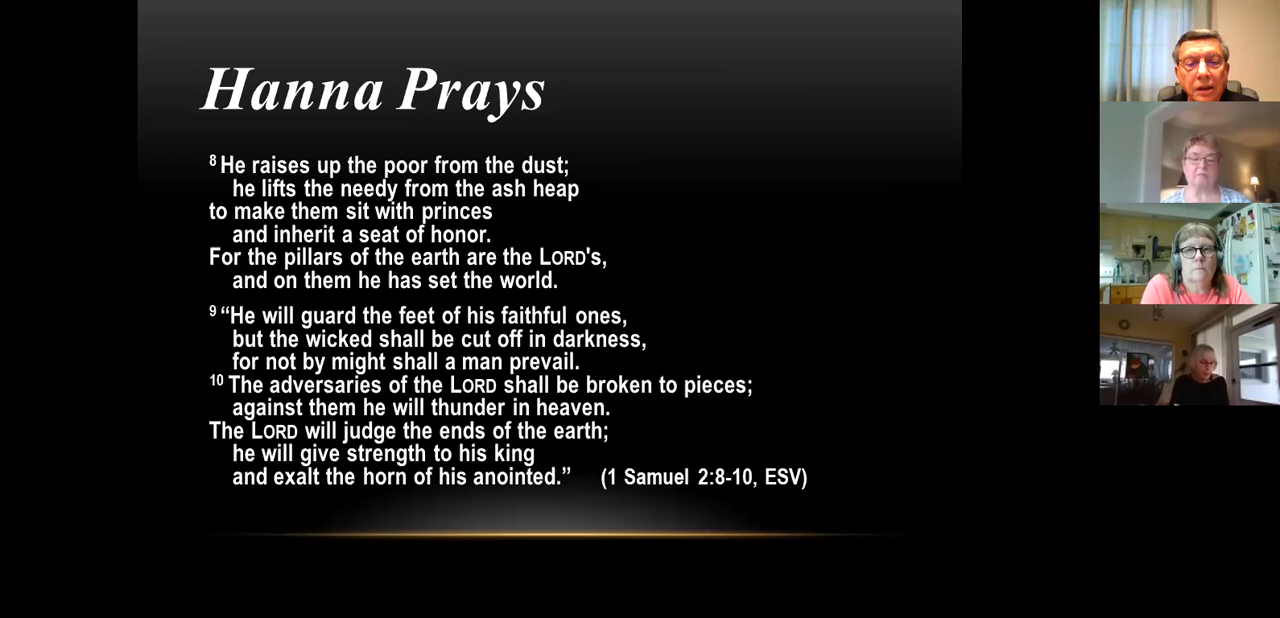 Hanna Prays
8 He raises up the poor from the dust;
he lifts the needy from the ash heap
to make them sit with princes
and inherit a seat of honor.
For the pillars of the earth are the LORD's,
and on them he has set the world.
9 “He will guard the feet of his faithful ones,
but the wicked shall be cut off in darkness,
for not by might shall a man prevail.
10 The adversaries of the LORD shall be broken to pieces;
against them he will thunder in heaven.
The LORD will judge the ends of the earth;
he will give strength to his king
and exalt the horn of his anointed.” (1 Samuel 2:8-10, ESV)